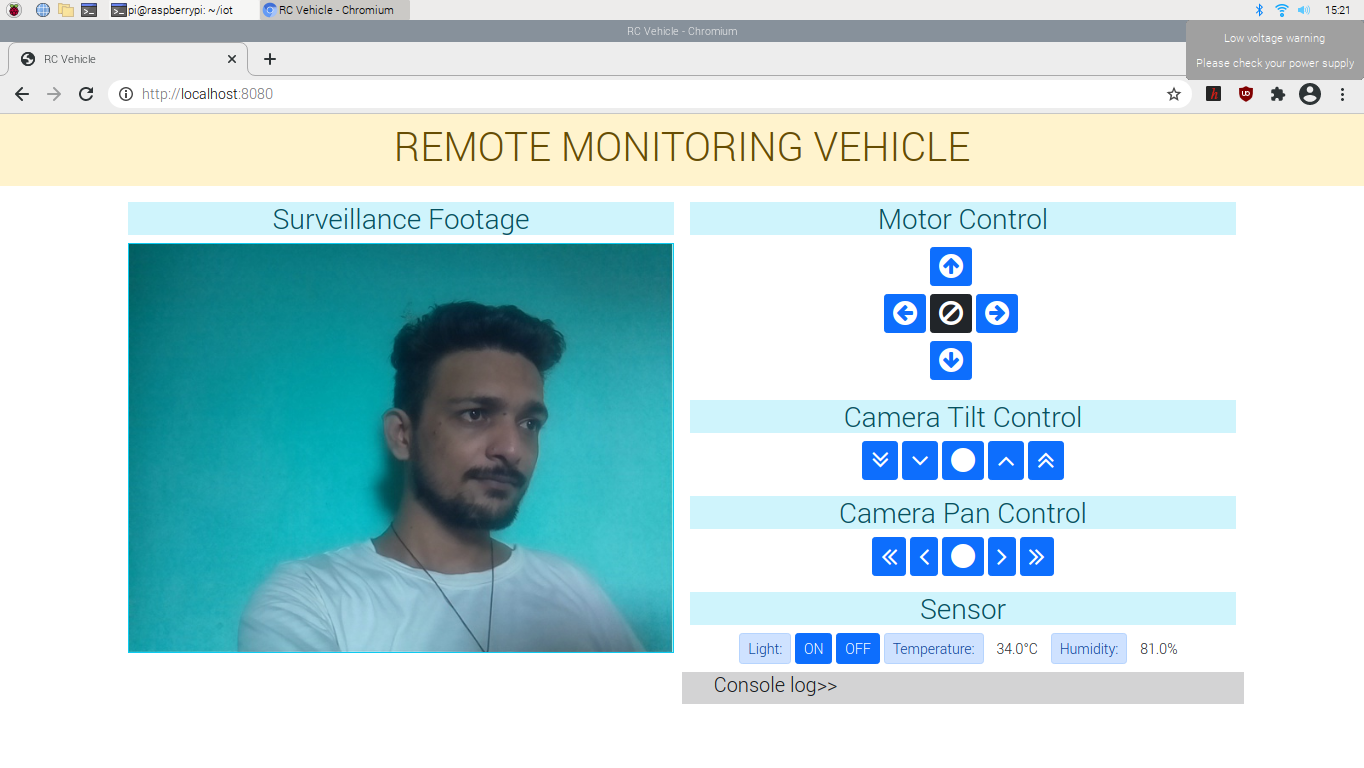 pi@raspberrypi: ~/iot
RC Vehicle - Chromium
15:21
RC Vehicle - Chromium
Low voltage warning
Please check your power supply
RC Vehicle
http://localhost:8080
REMOTE MONITORING VEHICLE
Surveillance Footage
Motor Control
Camera Tilt Control
Camera Pan Control
Sensor
Light: ON OFF Temperature: 34.0°C Humidity: 81.0%
Console log>>